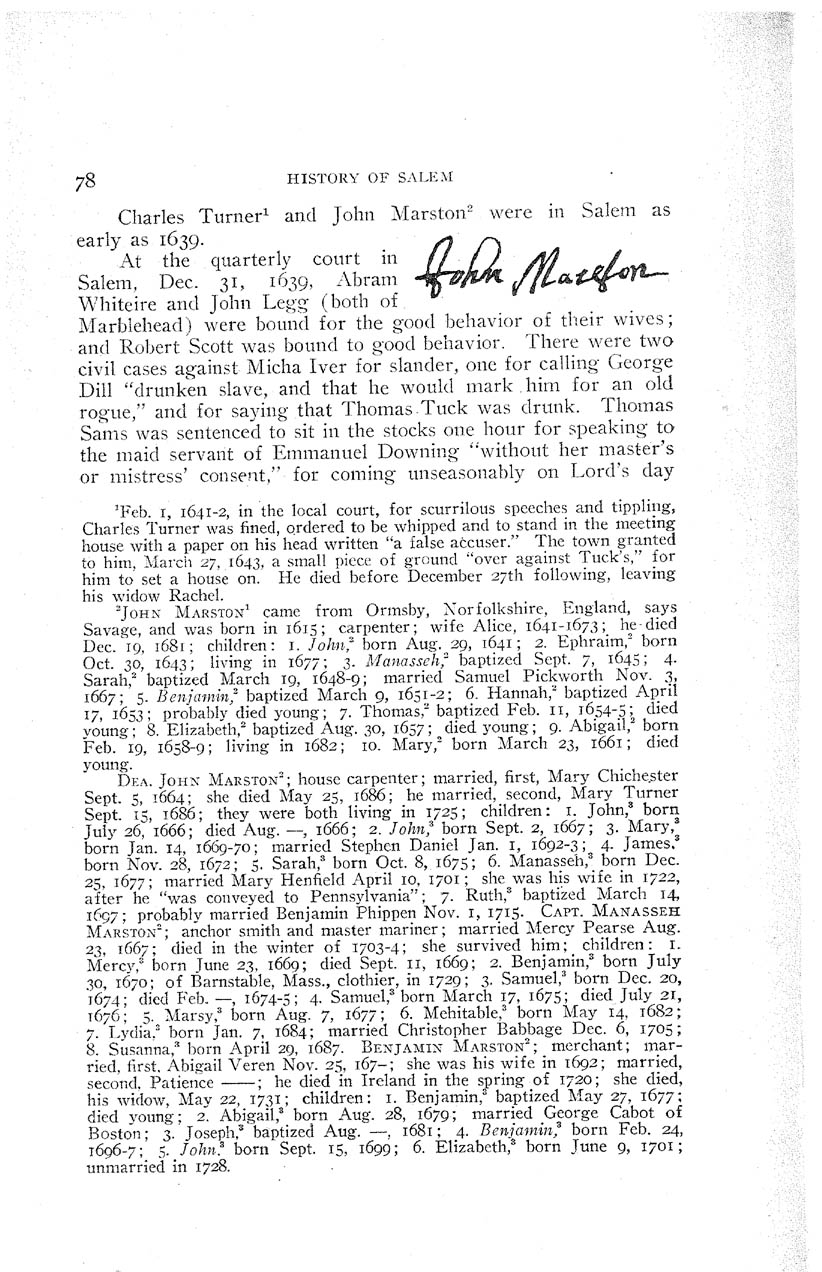 78 HISTORY OF SALEM
Charles Turner¹ and John Marston² were in Salem as
early as 1639.
At the quarterly court in
Salem, Dec. 31, 1639, Abram
Whiteire and John Legg (both of
John Marston
Marblehead) were bound for the good behavior of their wives;
and Robert Scott was bound to good behavior. There were two
civil cases against Micha Iver for slander, one for calling George
Dill "drunken slave, and that he would mark him for an old
rogue," and for saying that Thomas Tuck was drunk. Thomas
Sams was sentenced to sit in the stocks one hour for speaking to
the maid servant of Emmanuel Downing "without her master's
or mistress' consent," for coming unseasonably on Lord's day
¹Feb. 1, 1641-2, in the local court, for scurrilous speeches and tippling,
Charles Turner was fined, ordered to be whipped and to stand in the meeting
house with a paper on his head written "a false accuser." The town granted
to him, March 27, 1643, a small piece of ground "over against Tuck's," for
him to set a house on. He died before December 27th following, leaving
his widow Rachel.
²JOHN MARSTON¹ came from Ormsby, Norfolkshire, England, says
Savage, and was born in 1615; carpenter; wife Alice, 1641-1673; he died
Dec. 19, 1681; children: 1. John,² born Aug. 29, 1641; 2. Ephraim,² born
Oct. 30, 1643; living in 1677; 3. Manasseh,² baptized Sept. 7, 1645; 4.
Sarah,² baptized March 19, 1648-9; married Samuel Pickworth Nov. 3,
1667; 5. Benjamin,² baptized March 9, 1651-2; 6. Hannah,² baptized April
17, 1653; probably died young; 7. Thomas,² baptized Feb. 11, 1654-5; died
young; 8. Elizabeth,² baptized Aug. 30, 1657; died young; 9. Abigail,² born
Feb. 19, 1658-9; living in 1682; 10. Mary,² born March 23, 1661; died
young.
DEA. JOHN MARSTON²; house carpenter; married, first, Mary Chichester
Sept. 5, 1664; she died May 25, 1686; he married, second, Mary Turner
Sept. 15, 1686; they were both living in 1725; children: 1. John,³ born
July 26, 1666; died Aug. —, 1666; 2. John,³ born Sept. 2, 1667; 3. Mary,³
born Jan. 14, 1669-70; married Stephen Daniel Jan. 1, 1692-3; 4. James,³
born Nov. 28, 1672; 5. Sarah,³ born Oct. 8, 1675; 6. Manasseh,³ born Dec.
25, 1677; married Mary Henfield April 10, 1701; she was his wife in 1722,
after he "was conveyed to Pennsylvania"; 7. Ruth,³ baptized March 14,
1697; probably married Benjamin Phippen Nov. 1, 1715. CAPT. MANASSEH
MARSTON²; anchor smith and master mariner; married Mercy Pearse Aug.
23, 1667; died in the winter of 1703-4; she survived him; children: 1.
Mercy,³ born June 23, 1669; died Sept. 11, 1669; 2. Benjamin,³ born July
30, 1670; of Barnstable, Mass., clothier, in 1729; 3. Samuel,³ born Dec. 20,
1674; died Feb. —, 1674-5; 4. Samuel,³ born March 17, 1675; died July 21,
1676; 5. Marsy,³ born Aug. 7, 1677; 6. Mehitable,³ born May 14, 1682;
7. Lydia,³ born Jan. 7, 1684; married Christopher Babbage Dec. 6, 1705;
8. Susanna,³ born April 29, 1687. BENJAMIN MARSTON²; merchant; mar-
ried, first, Abigail Veren Nov. 25, 167–; she was his wife in 1692; married,
second, Patience ——; he died in Ireland in the spring of 1720; she died,
his widow, May 22, 1731; children: 1. Benjamin,³ baptized May 27, 1677;
died young; 2. Abigail,³ born Aug. 28, 1679; married George Cabot of
Boston; 3. Joseph,³ baptized Aug. —, 1681; 4. Benjamin,³ born Feb. 24,
1696-7; 5. John,³ born Sept. 15, 1699; 6. Elizabeth,³ born June 9, 1701;
unmarried in 1728.